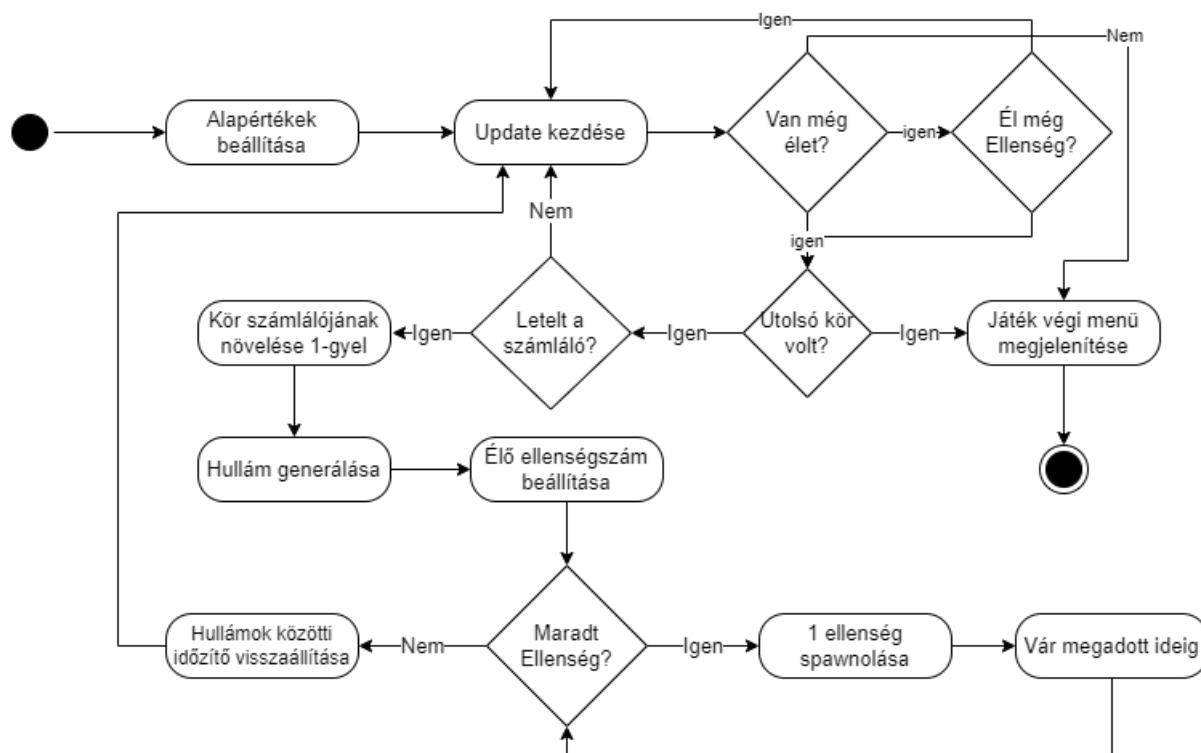 Igen
Nem
Alapértékek
beállítása
Update kezdése
Van még
élet?
igen
Él még
Ellenség?
Nem
igen
Kör számlálójának
növelése 1-gyel
Igen
Letelt a
számláló?
Igen
Utolsó kör
volt?
Igen
Játék végi menü
megjelenítése
Hullám generálása
Élő ellenségszám
beállítása
Hullámok közötti
időzítő visszaállítása
Nem
Maradt
Ellenség?
Igen
1 ellenség
spawnolása
Vár megadott ideig